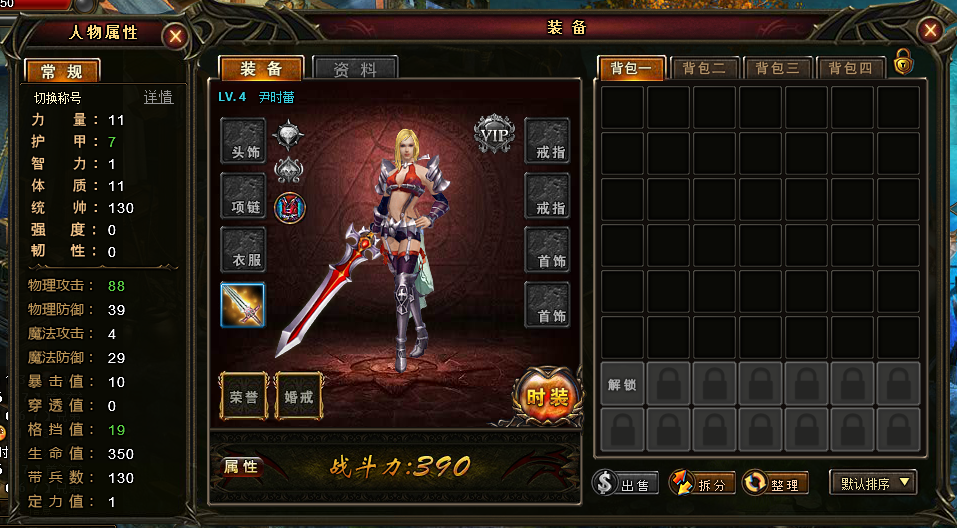 50
人物属性
常 规
切换称号 详情
力 量： 11
护 甲： 7
智 力： 1
体 质： 11
统 帅： 130
强 度： 0
韧 性： 0
物理攻击： 88
物理防御： 39
魔法攻击： 4
魔法防御： 29
暴击值： 10
穿透值： 0
格挡值： 19
生命值： 350
带兵数： 130
定力值： 1
装备
装备 资料
LV.4 尹时蕾
头饰
项链
衣服
VIP
戒指
戒指
首饰
首饰
荣誉 婚戒
时装
属性 战斗力:390
背包一 背包二 背包三 背包四
解锁
出售 拆分 整理 默认排序